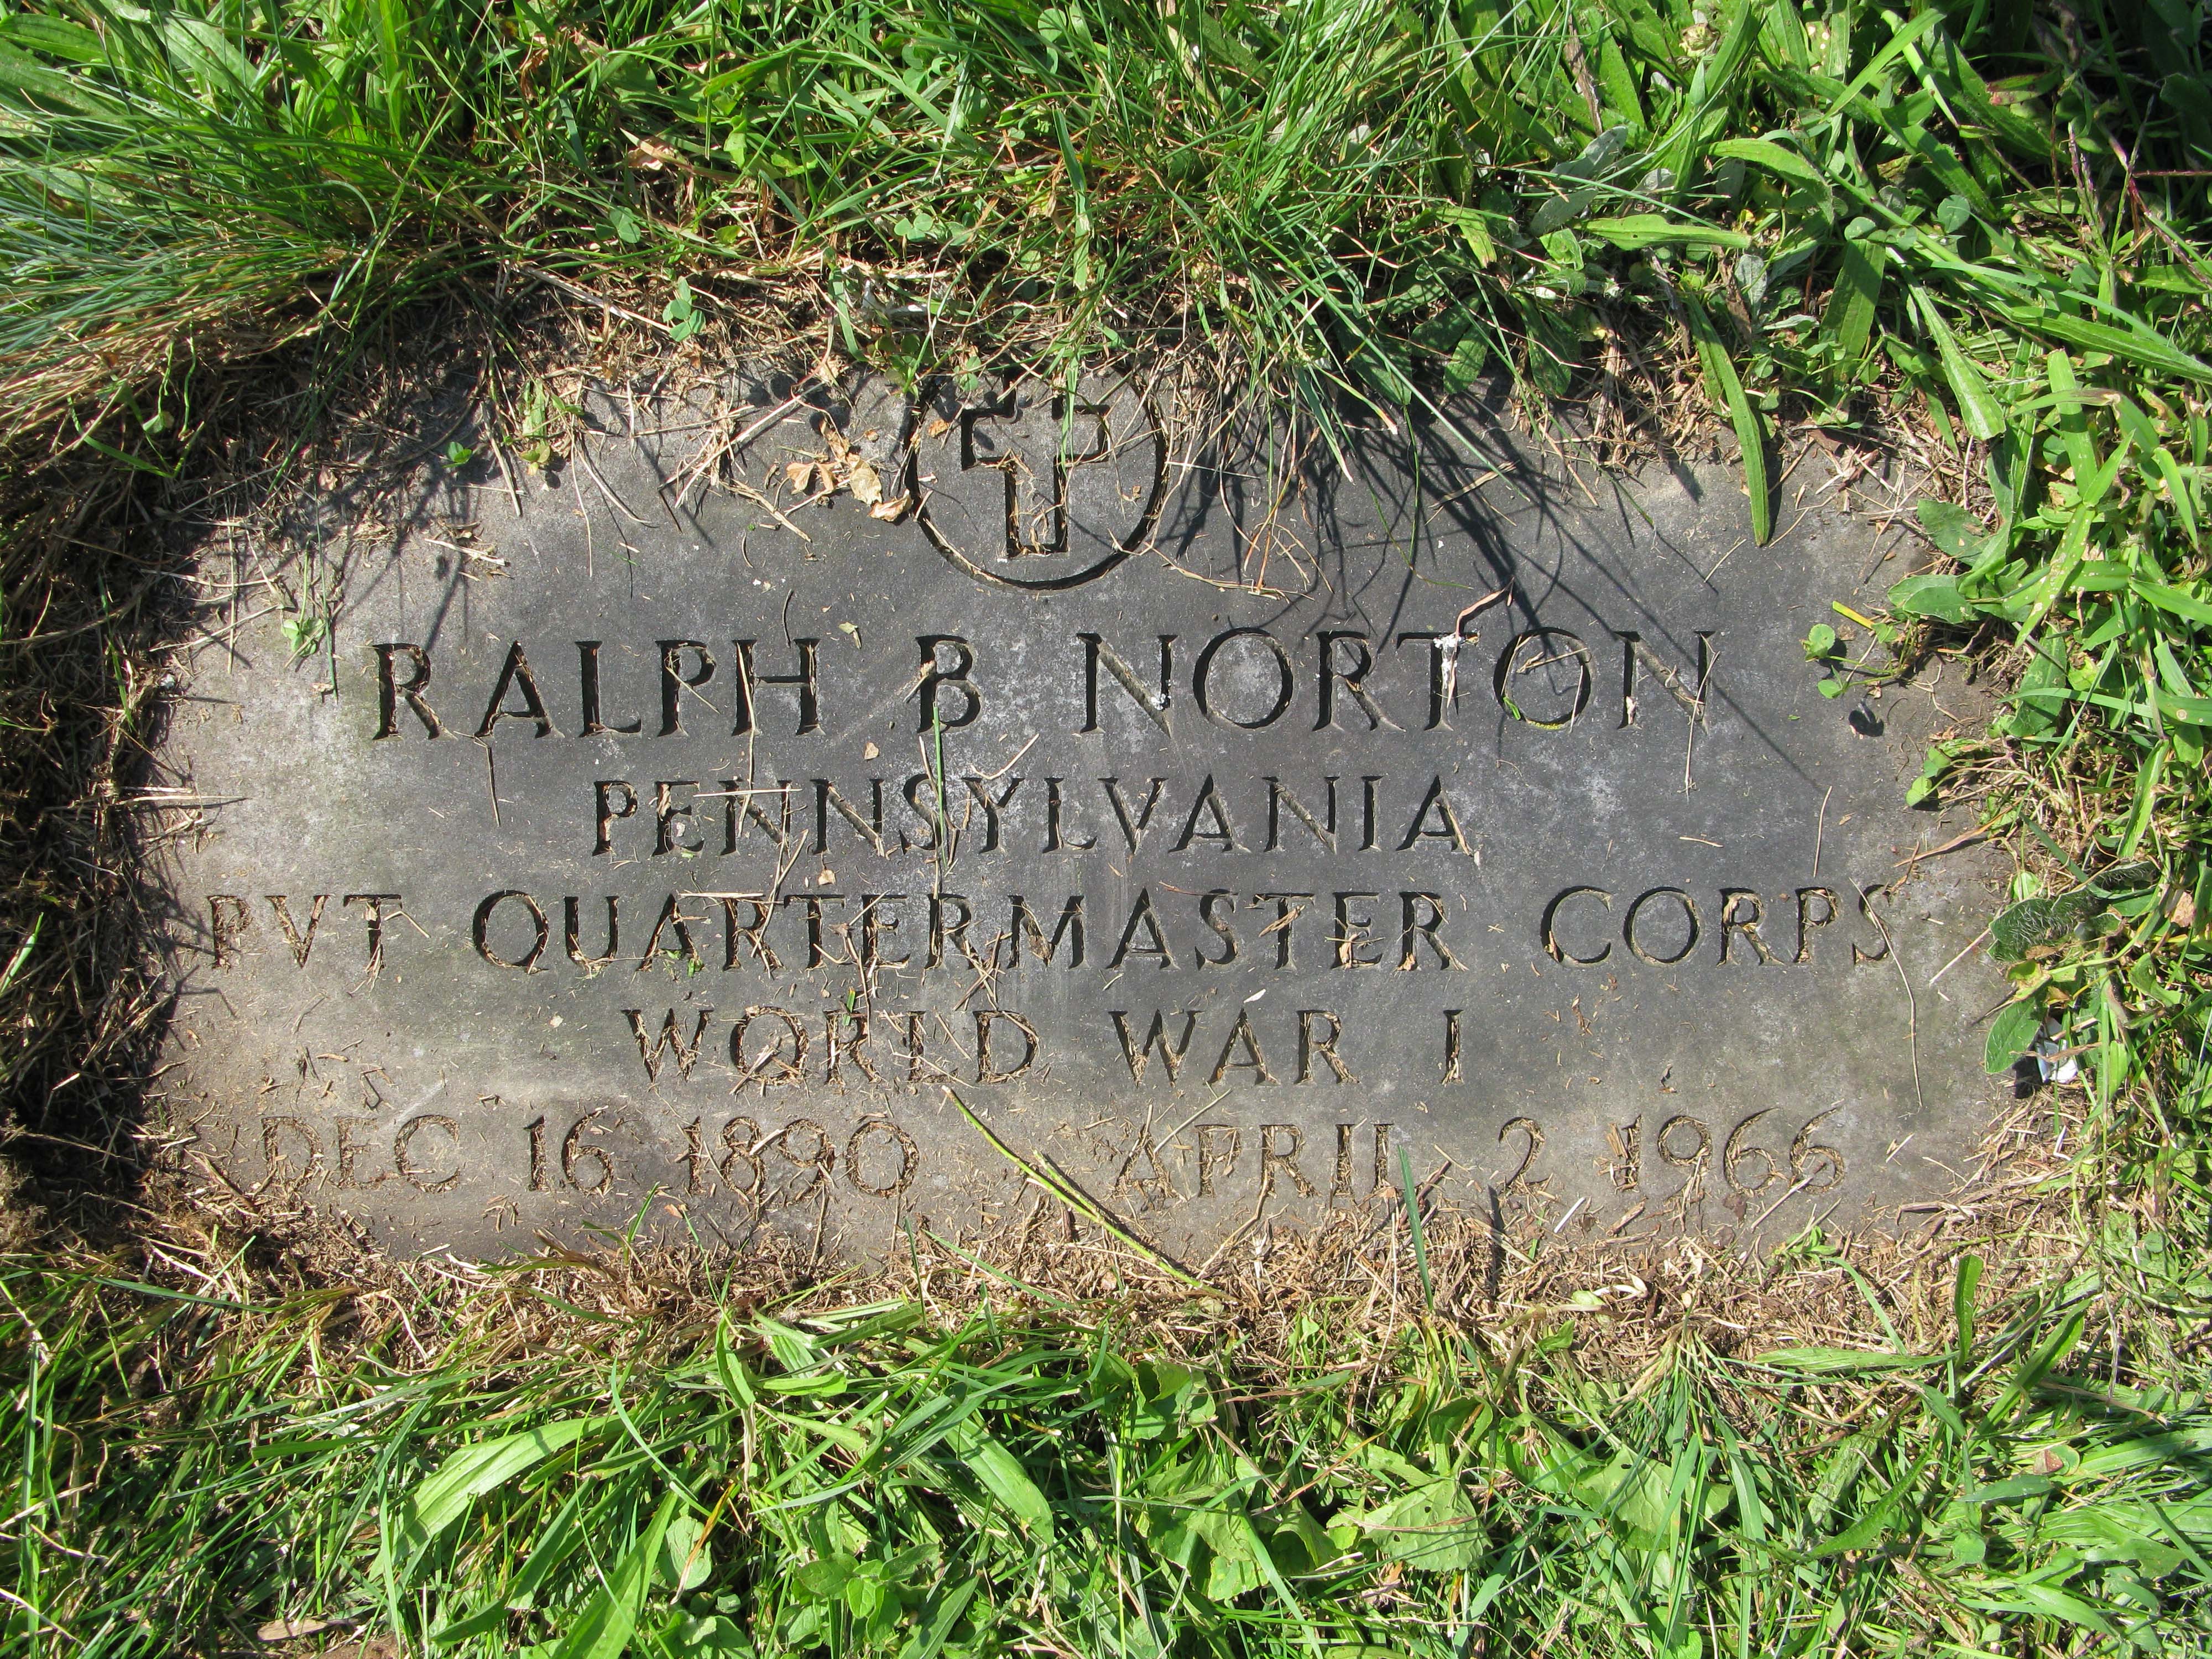 RALPH B NORTON
PENNSYLVANIA
PVT QUARTERMASTER CORPS
WORLD WAR I
DEC 16 1890 APRIL 2 1966